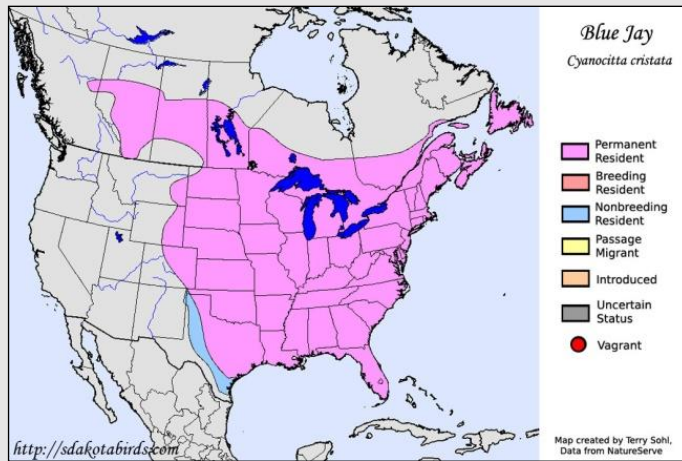 Blue Jay
Cyanocitta cristata
Permanent
Resident
Breeding
Resident
Nonbreeding
Resident
Passage
Migrant
Introduced
Uncertain
Status
Vagrant
http://sdakotabirds.com
Map created by Terry Sohl,
Data from NatureServe